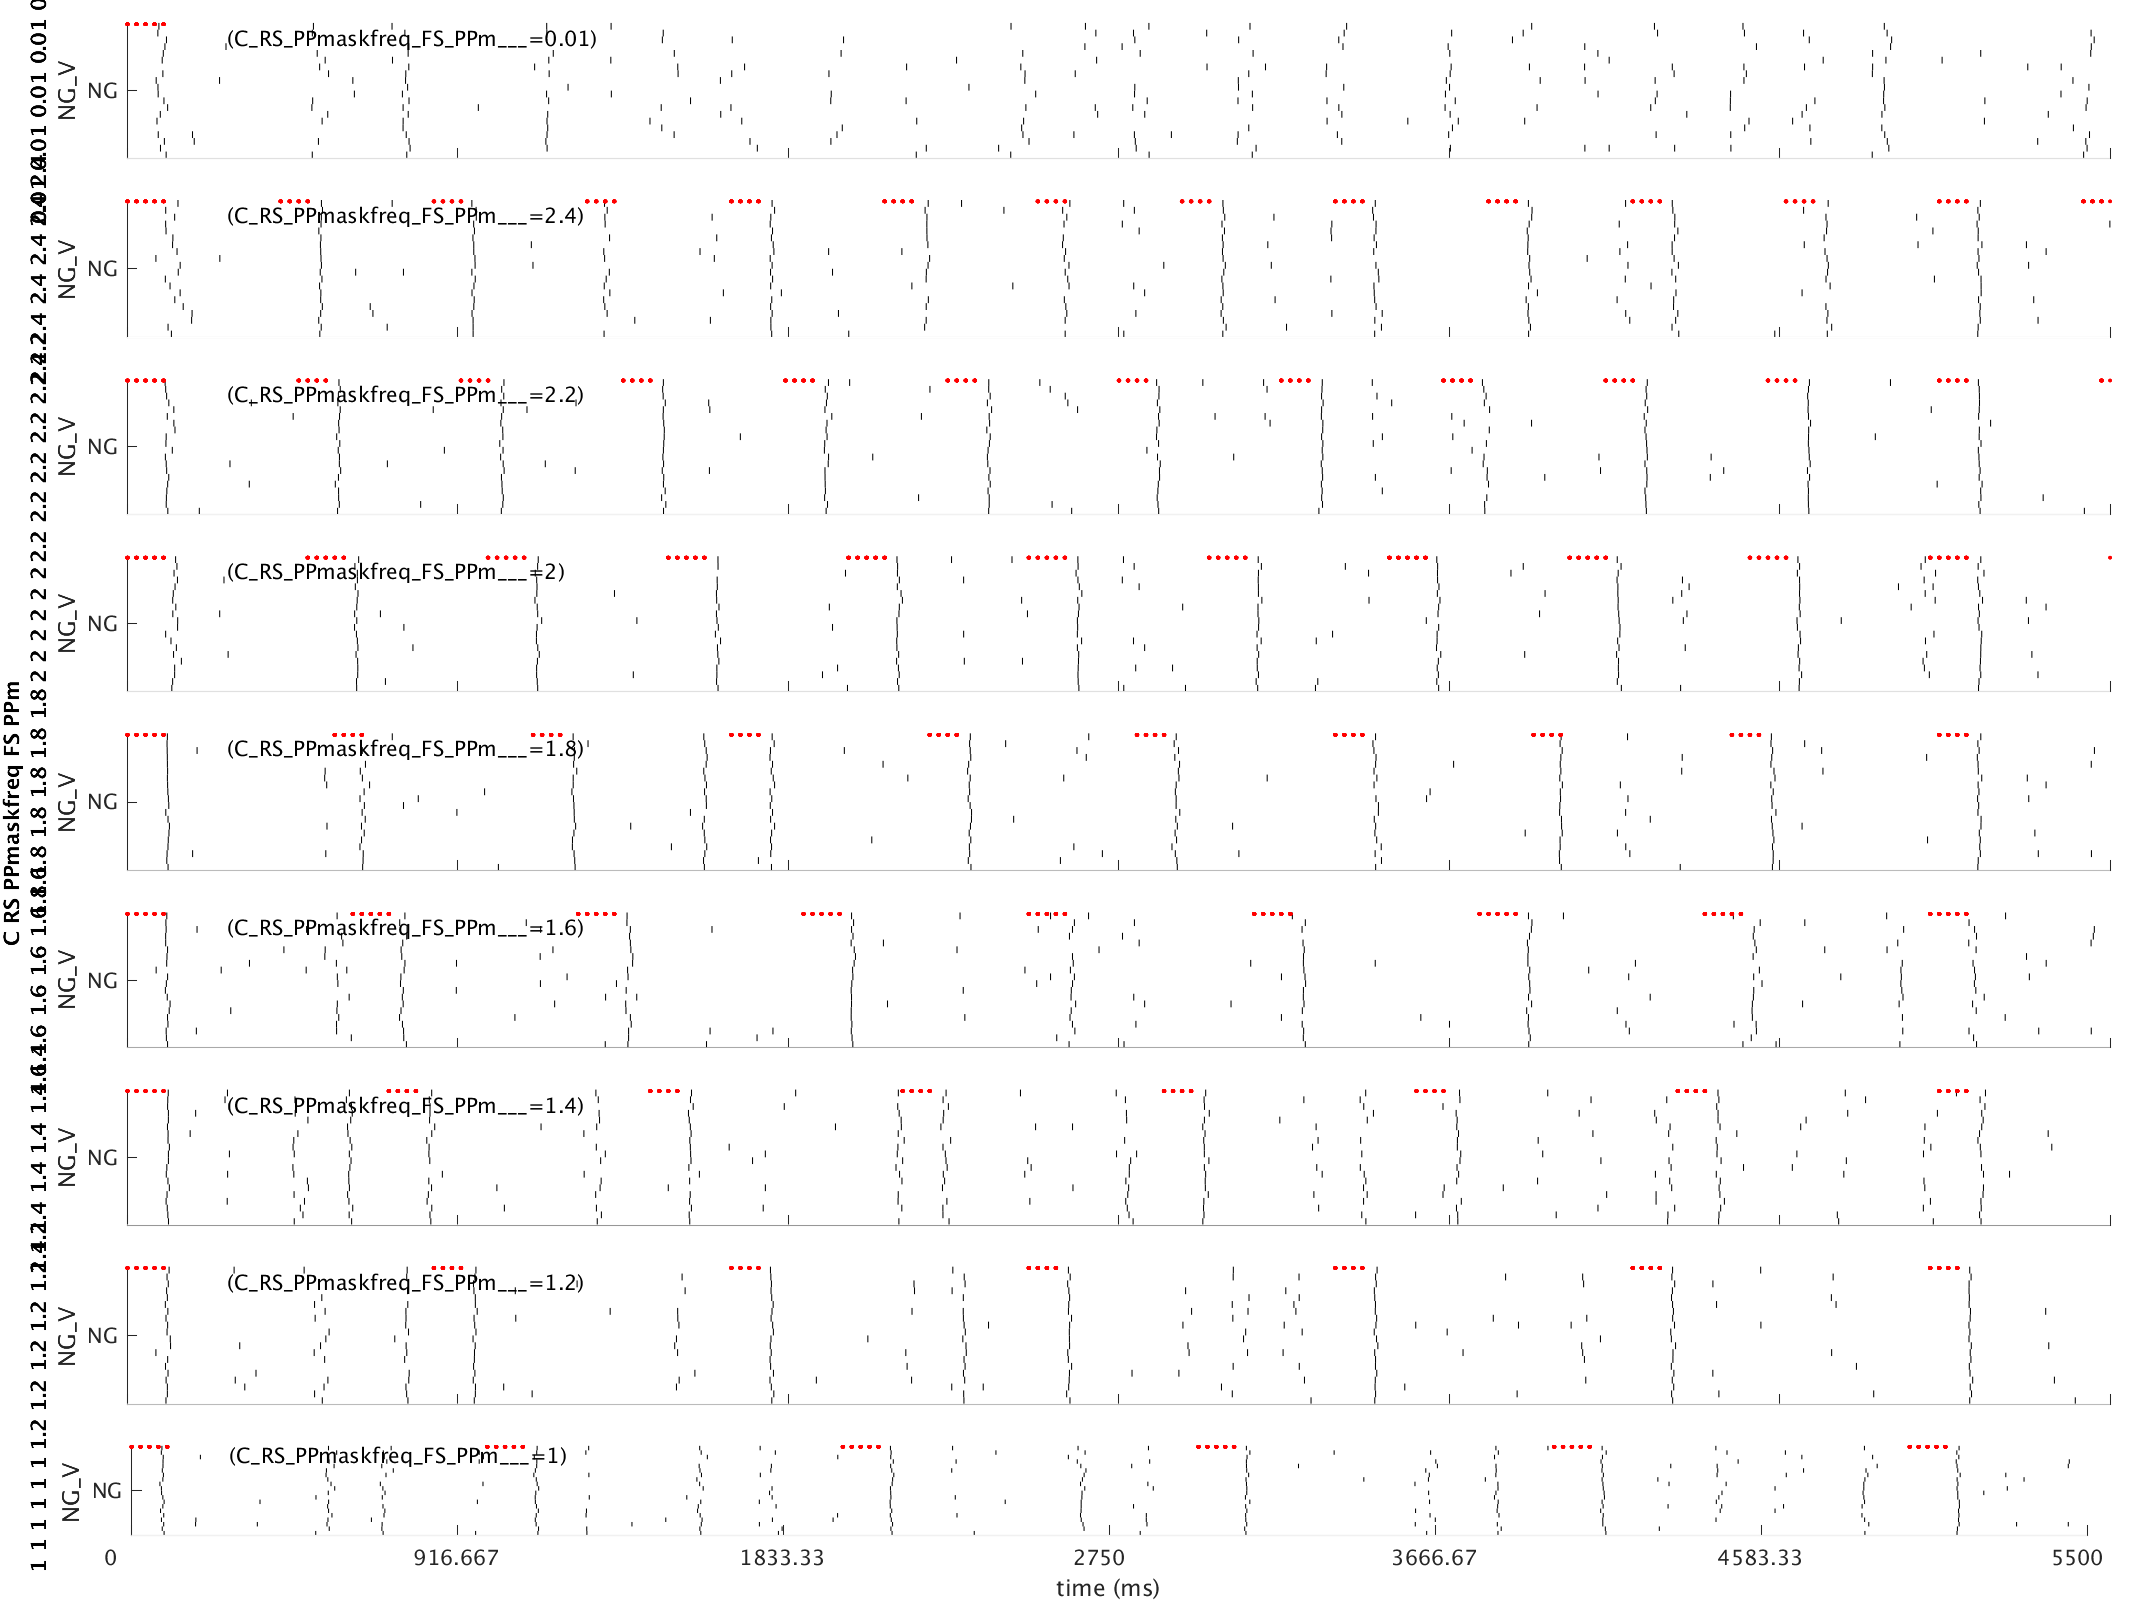 (C_RS_PPmaskfreq_FS_PPm___=0.01)
NG
NG_V
(C_RS_PPmaskfreq_FS_PPm___=2.4)
NG
NG_V
(C_RS_PPmaskfreq_FS_PPm___=2.2)
NG
NG_V
(C_RS_PPmaskfreq_FS_PPm___=2)
NG
NG_V
(C_RS_PPmaskfreq_FS_PPm___=1.8)
NG
NG_V
(C_RS_PPmaskfreq_FS_PPm___=1.6)
NG
NG_V
(C_RS_PPmaskfreq_FS_PPm___=1.4)
NG
NG_V
(C_RS_PPmaskfreq_FS_PPm___=1.2)
NG
NG_V
(C_RS_PPmaskfreq_FS_PPm___=1)
NG
NG_V
C RS PPmaskfreq FS PPm
0 916.667 1833.33 2750 3666.67 4583.33 5500
time (ms)